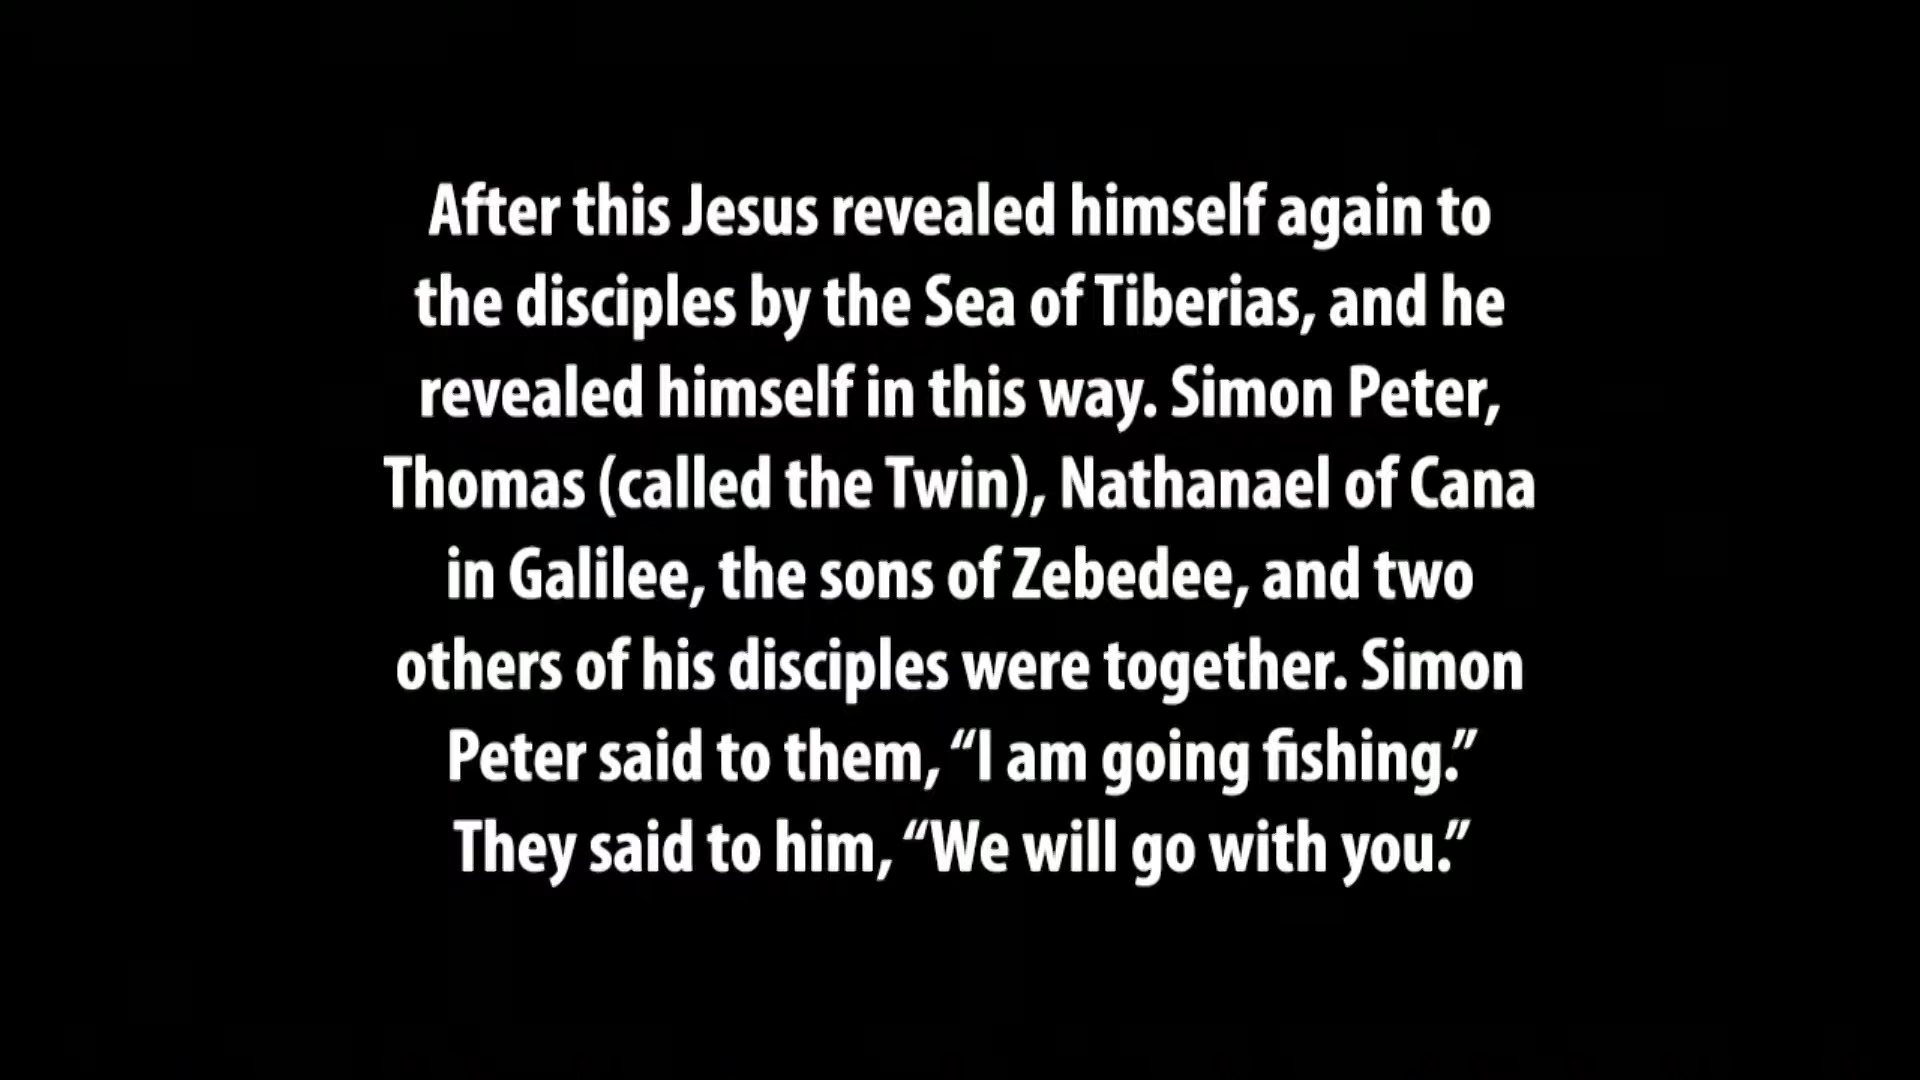 After this Jesus revealed himself again to
the disciples by the Sea of Tiberias, and he
revealed himself in this way. Simon Peter,
Thomas (called the Twin), Nathanael of Cana
in Galilee, the sons of Zebedee, and two
others of his disciples were together. Simon
Peter said to them, “I am going fishing.”
They said to him, “We will go with you.”